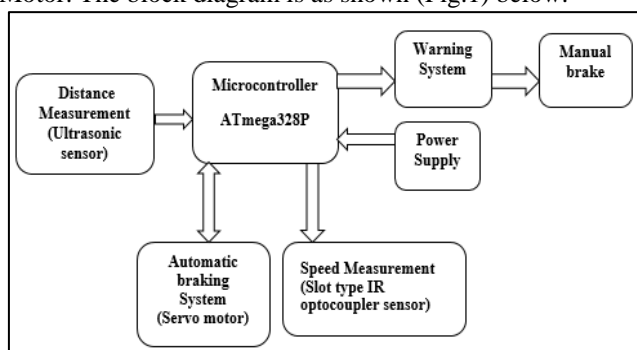 Motor. The block diagram is as shown (Fig.1) below.
Warning
System
Manual
brake
Microcontroller
ATmega328P
Distance
Measurement
(Ultrasonic
sensor)
Power
Supply
Automatic
braking
System
(Servo motor)
Speed Measurement
(Slot type IR
optocoupler sensor)